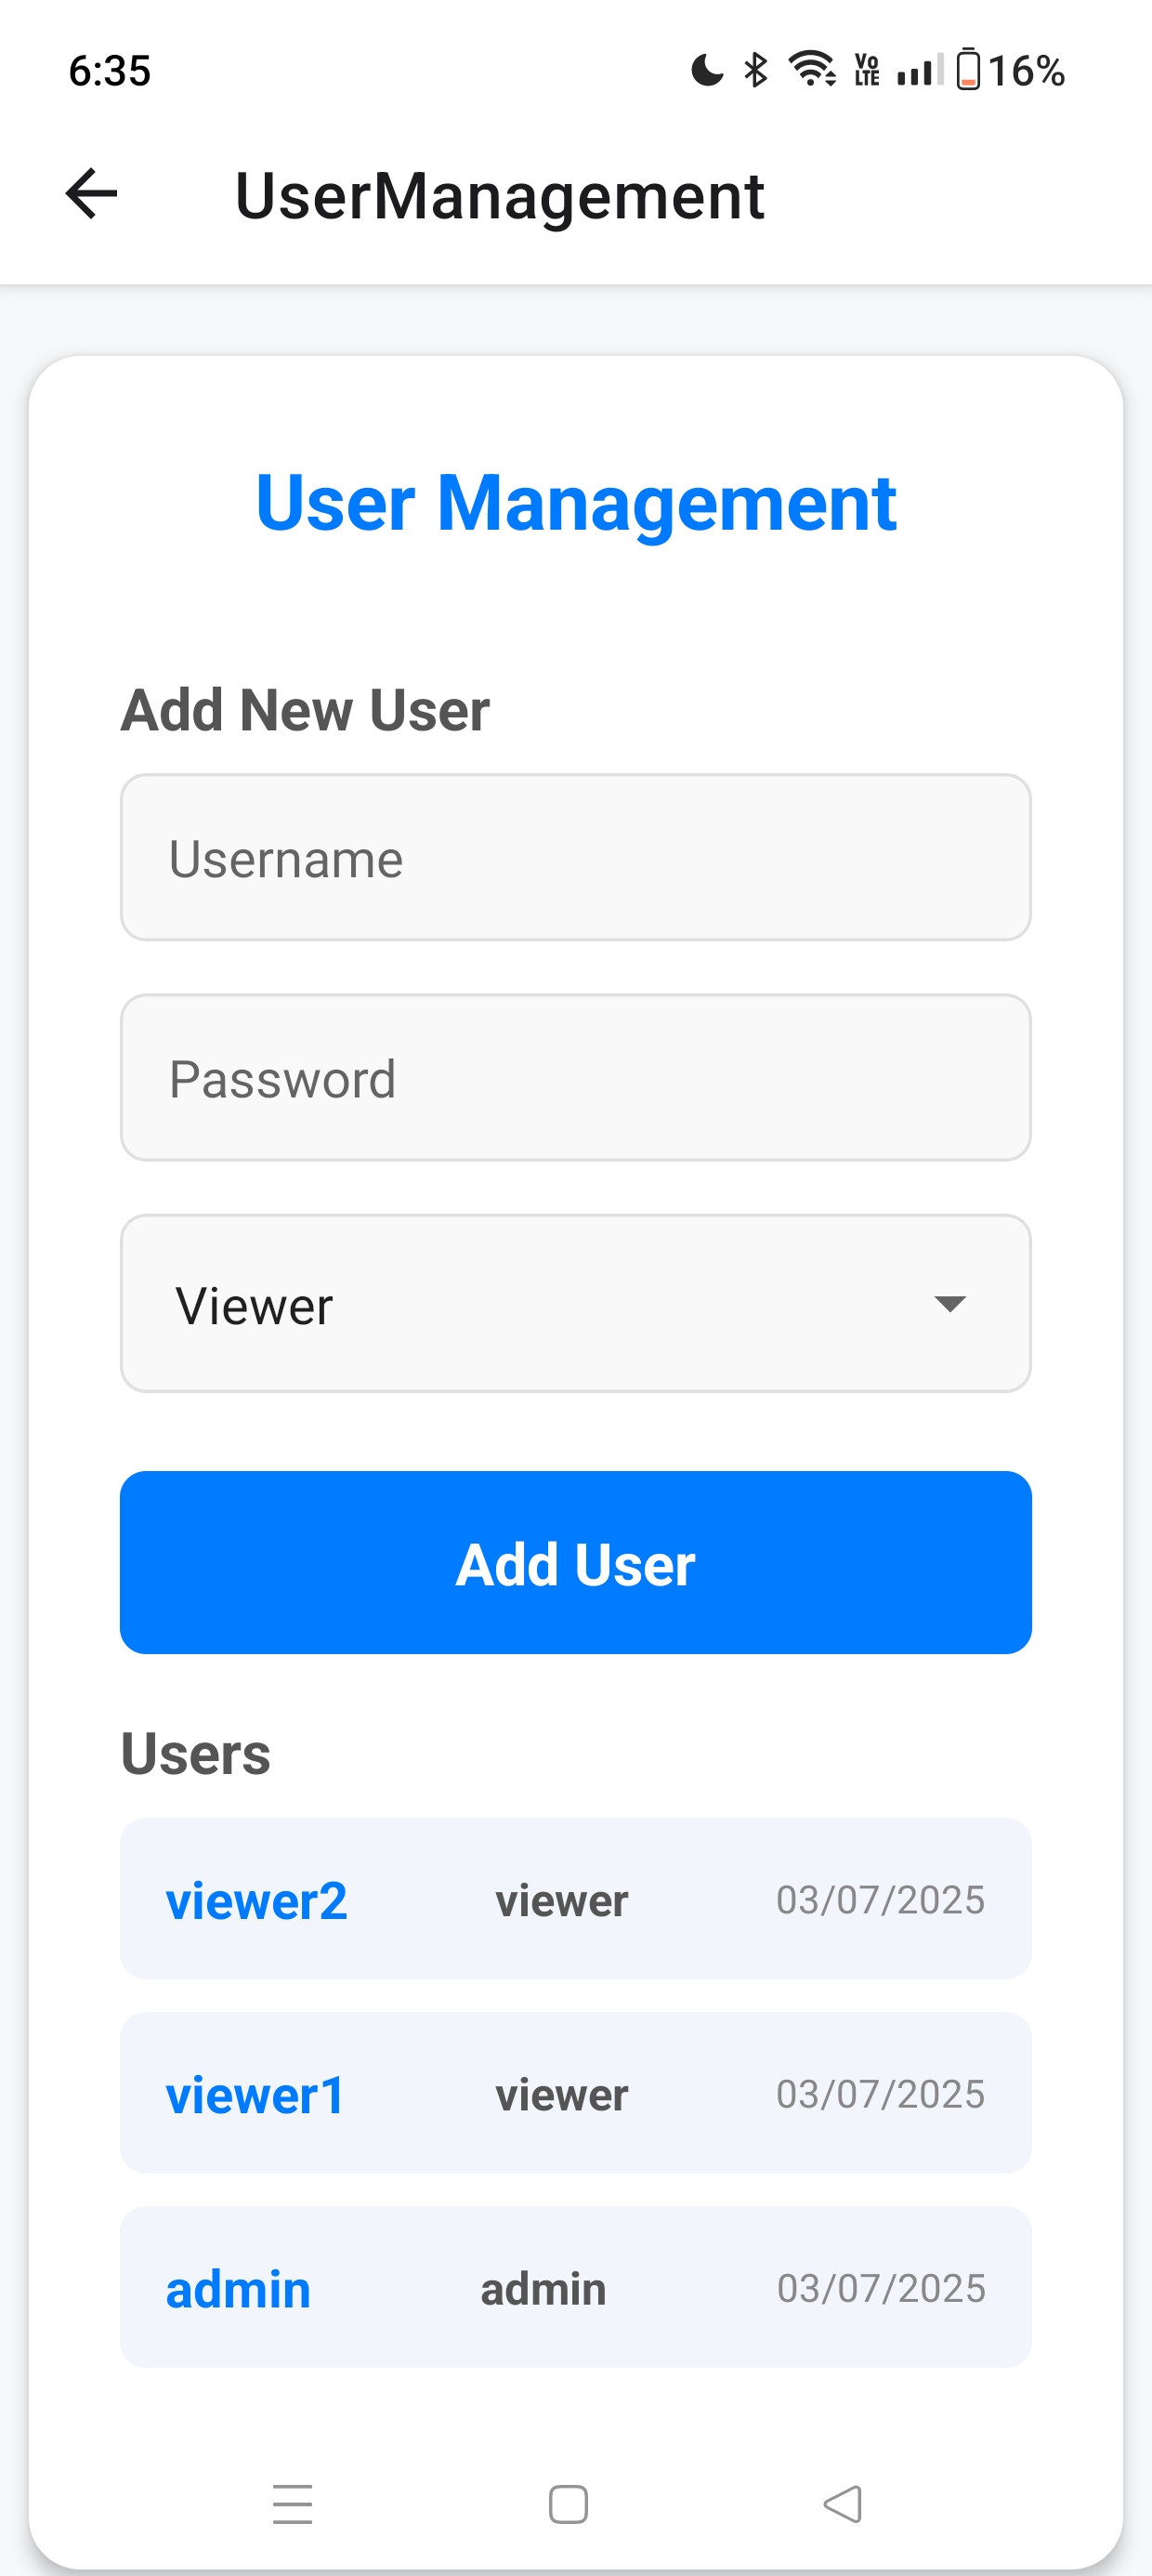 6:35 Vo LTE 16%
UserManagement
User Management
Add New User
Username
Password
Viewer
Add User
Users
viewer2 viewer 03/07/2025
viewer1 viewer 03/07/2025
admin admin 03/07/2025